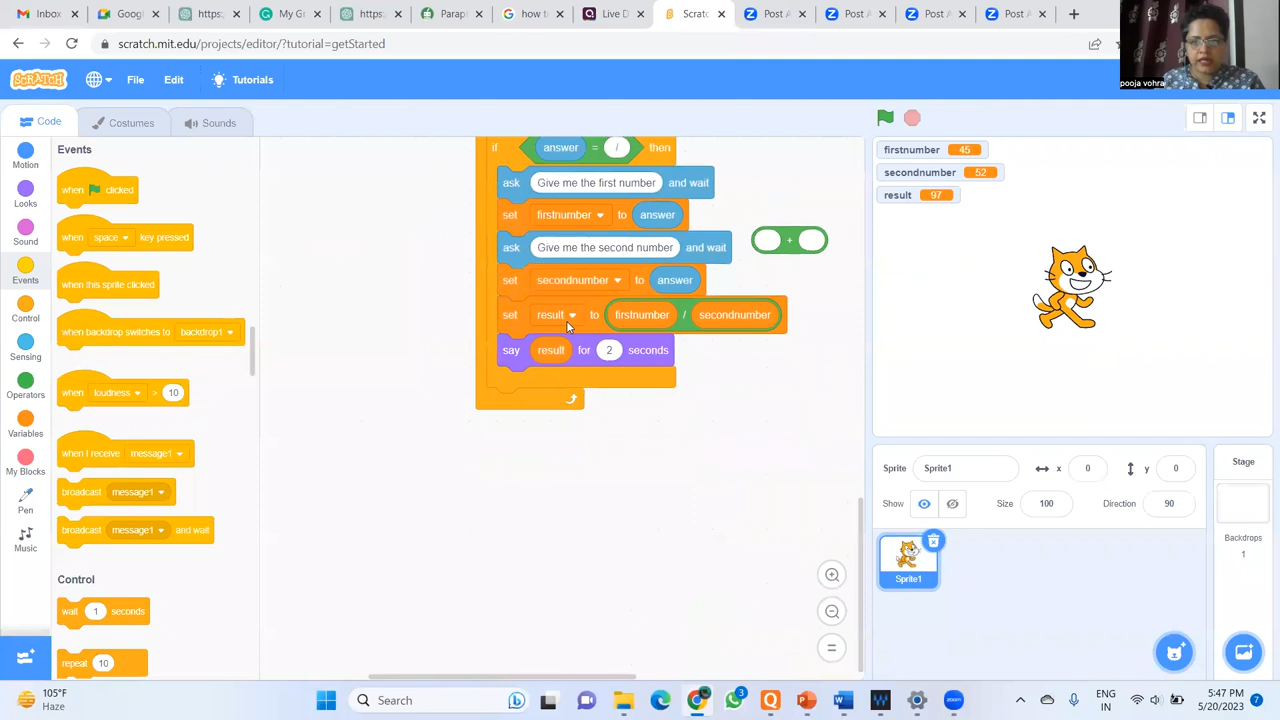 Inbox
Googl
https:
My Gr
https:
Parap
how t
Live D
Scratc
Post A
Post A
Post A
Post A
scratch.mit.edu/projects/editor/?tutorial=getStarted
pooja vohra
SCRATCH
File
Edit
Tutorials
Code
Costumes
Sounds
Motion
Looks
Sound
Events
Control
Sensing
Operators
Variables
My Blocks
Pen
Music
Events
when clicked
when space key pressed
when this sprite clicked
when backdrop switches to backdrop1
when loudness > 10
when I receive message1
broadcast message1
broadcast message1 and wait
Control
wait 1 seconds
repeat 10
if answer = / then
ask Give me the first number and wait
set firstnumber to answer
ask Give me the second number and wait
+
set secondnumber to answer
set result to firstnumber / secondnumber
say result for 2 seconds
firstnumber 45
secondnumber 52
result 97
Sprite Sprite1 x 0 y 0
Show Size 100 Direction 90
Sprite1
Stage
Backdrops
1
105°F
Haze
Search
3
ENG
IN
5:47 PM
5/20/2023
7